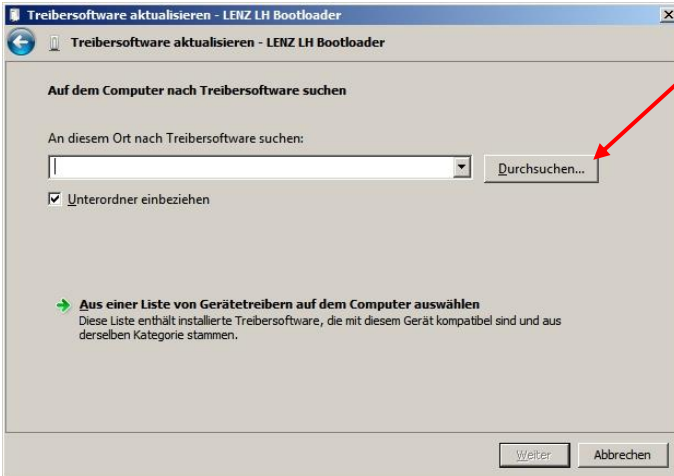 Treibersoftware aktualisieren - LENZ LH Bootloader
Treibersoftware aktualisieren - LENZ LH Bootloader
Auf dem Computer nach Treibersoftware suchen
An diesem Ort nach Treibersoftware suchen:
Durchsuchen...
Unterordner einbeziehen
Aus einer Liste von Gerätetreibern auf dem Computer auswählen
Diese Liste enthält installierte Treibersoftware, die mit diesem Gerät kompatibel sind und aus
derselben Kategorie stammen.
Weiter
Abbrechen